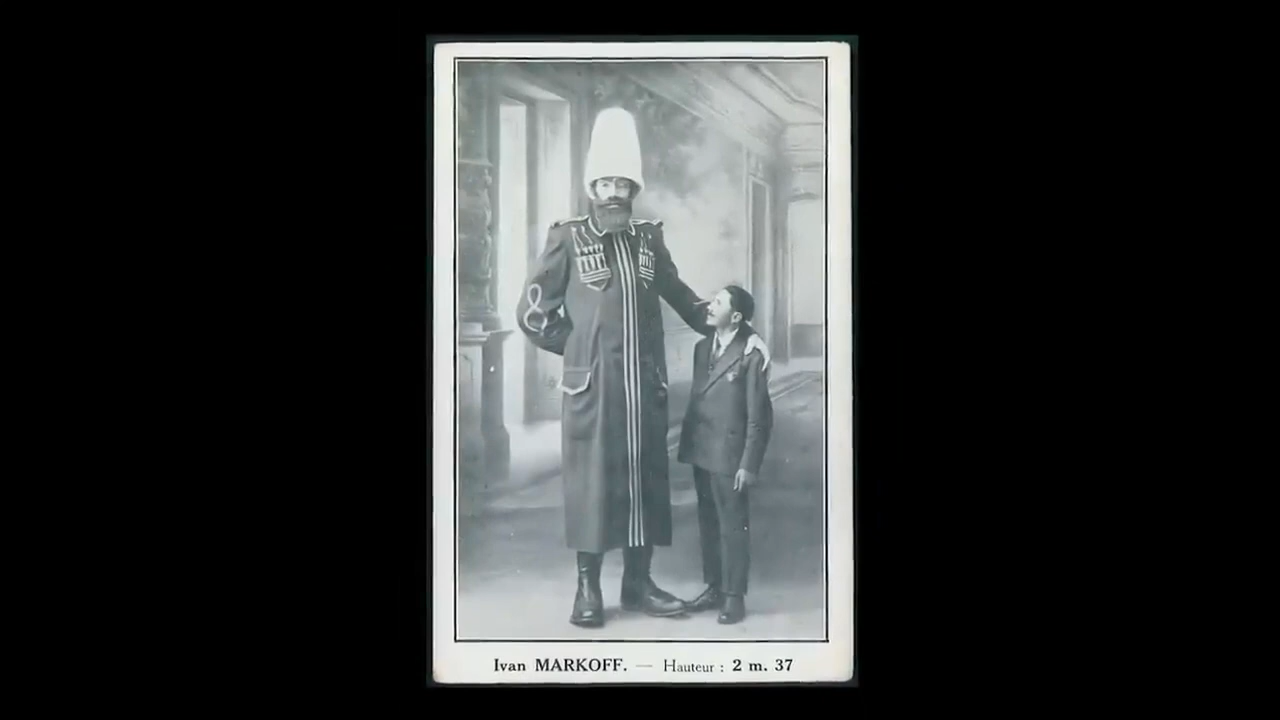 Ivan MARKOFF. — Hauteur : 2 m. 37